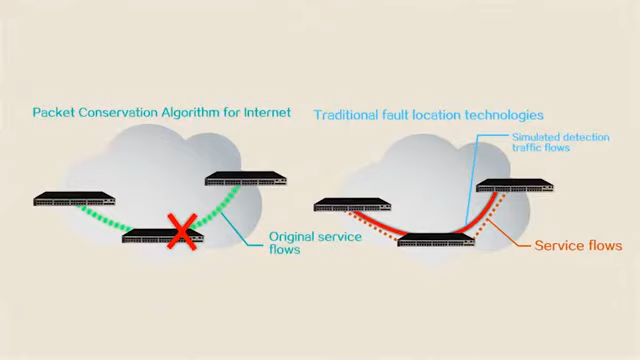 Packet Conservation Algorithm for Internet
Traditional fault location technologies
Simulated detection
traffic flows
Original service
flows
Service flows